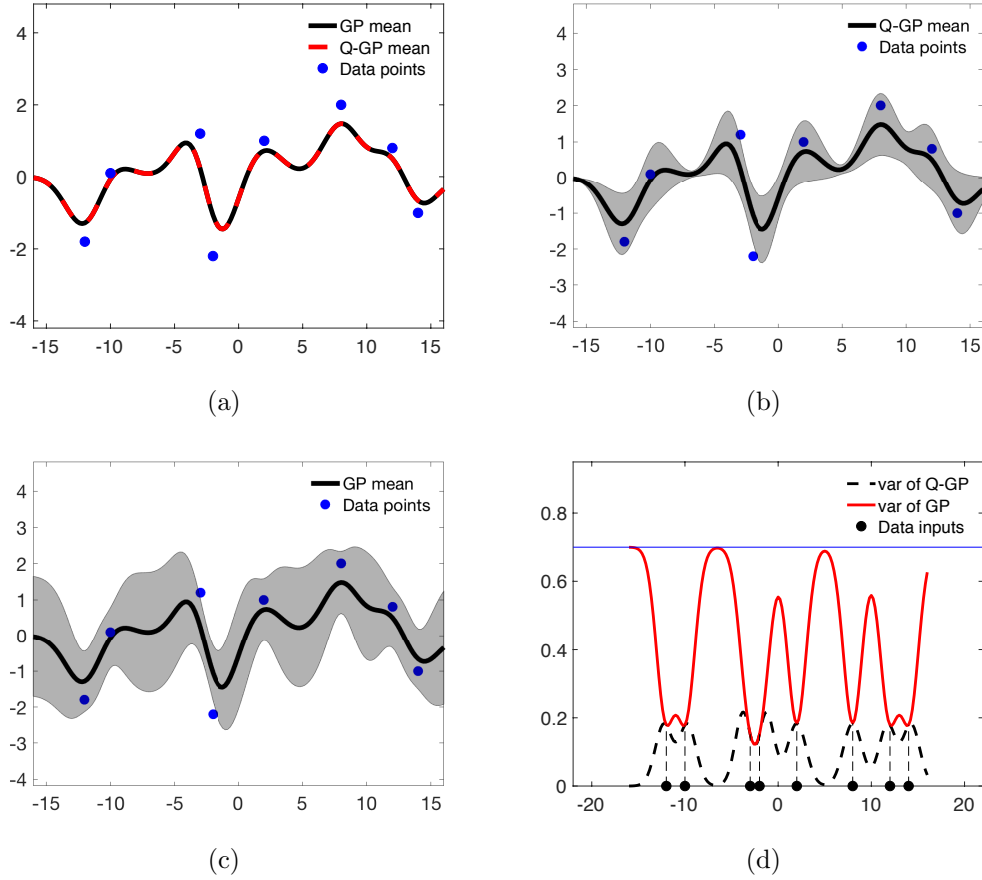 GP mean
Q-GP mean
Data points
4
2
0
-2
-4
-15 -10 -5 0 5 10 15
(a)
Q-GP mean
Data points
4
3
2
1
0
-1
-2
-3
-4
-15 -10 -5 0 5 10 15
(b)
GP mean
Data points
4
3
2
1
0
-1
-2
-3
-4
-15 -10 -5 0 5 10 15
(c)
var of Q-GP
var of GP
Data inputs
0.8
0.6
0.4
0.2
0
-20 -10 0 10 20
(d)